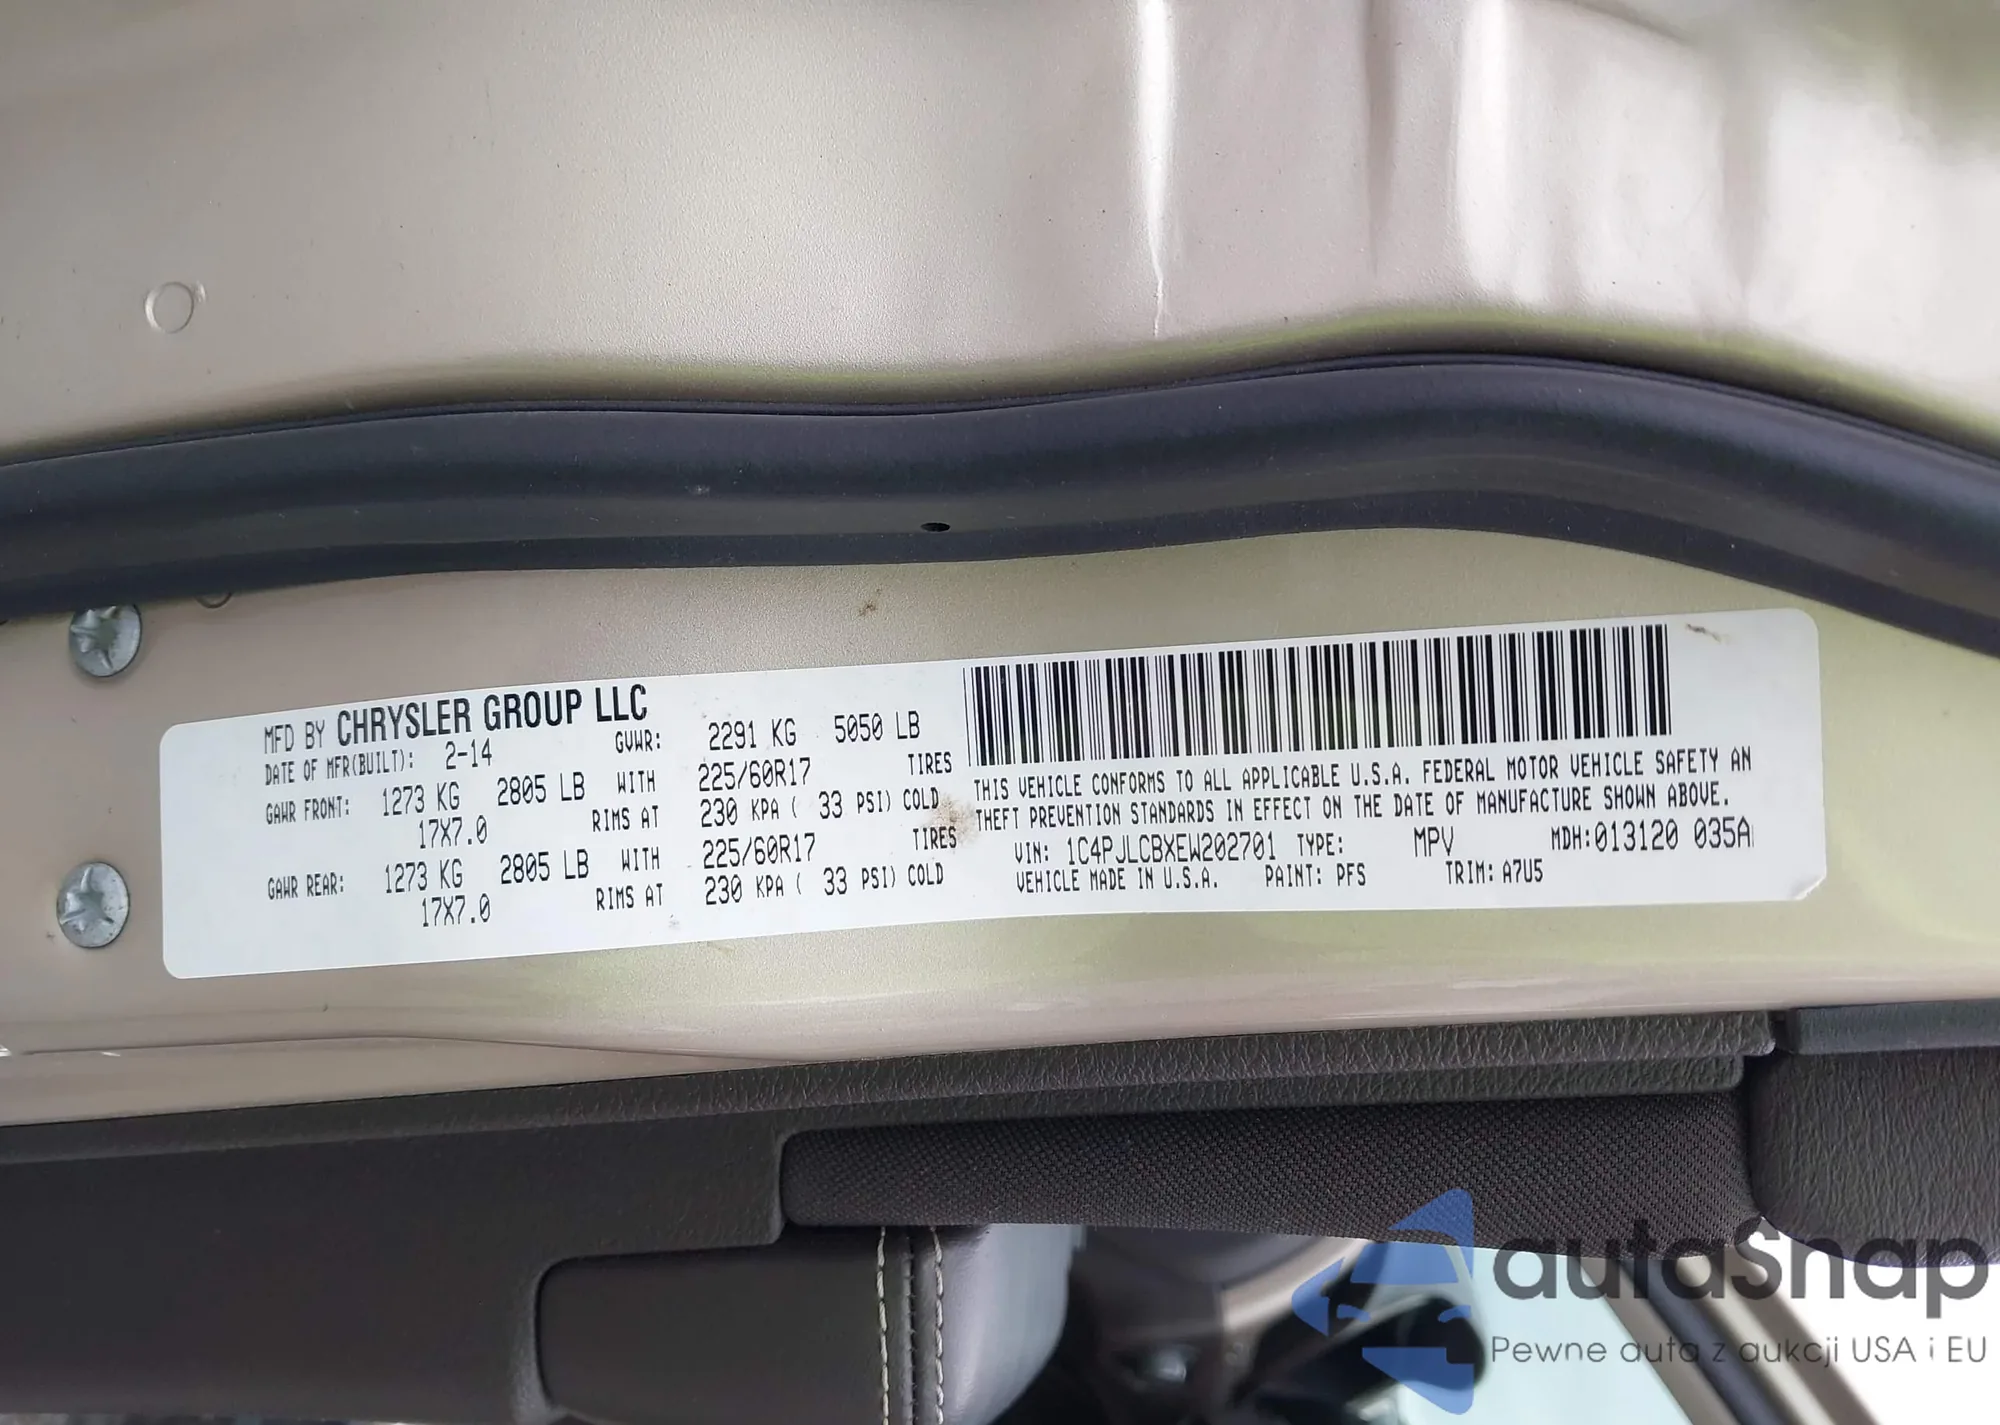 MFD BY CHRYSLER GROUP LLC
DATE OF MFR(BUILT): 2-14 GVWR: 2291 KG 5050 LB
GAWR FRONT: 1273 KG 2805 LB WITH 225/60R17 TIRES
17X7.0 RIMS AT 230 KPA ( 33 PSI) COLD
GAWR REAR: 1273 KG 2805 LB WITH 225/60R17 TIRES
17X7.0 RIMS AT 230 KPA ( 33 PSI) COLD
THIS VEHICLE CONFORMS TO ALL APPLICABLE U.S.A. FEDERAL MOTOR VEHICLE SAFETY AN
THEFT PREVENTION STANDARDS IN EFFECT ON THE DATE OF MANUFACTURE SHOWN ABOVE.
VIN: 1C4PJLCBXEW202701 TYPE: MPV MDH:013120 035A
VEHICLE MADE IN U.S.A. PAINT: PFS TRIM: A7U5
autaSnap
Pewne auta z aukcji USA i EU